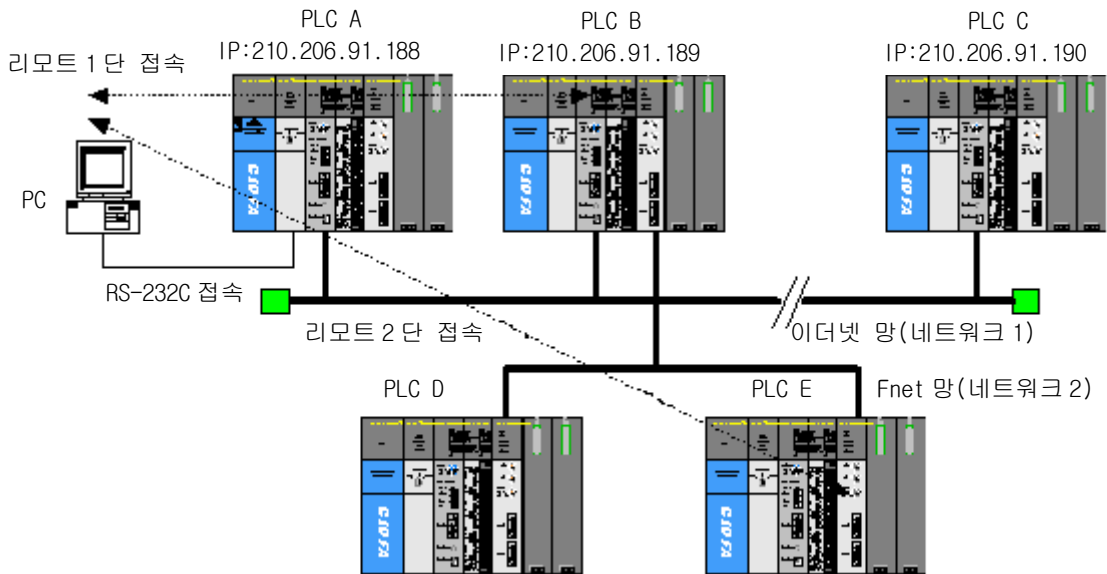 PLC A
PLC B
PLC C
IP:210.206.91.188
IP:210.206.91.189
IP:210.206.91.190
리모트 1 단 접속
PC
RS-232C 접속
리모트 2 단 접속
이더넷 망(네트워크 1)
PLC D
PLC E
Fnet 망(네트워크 2)